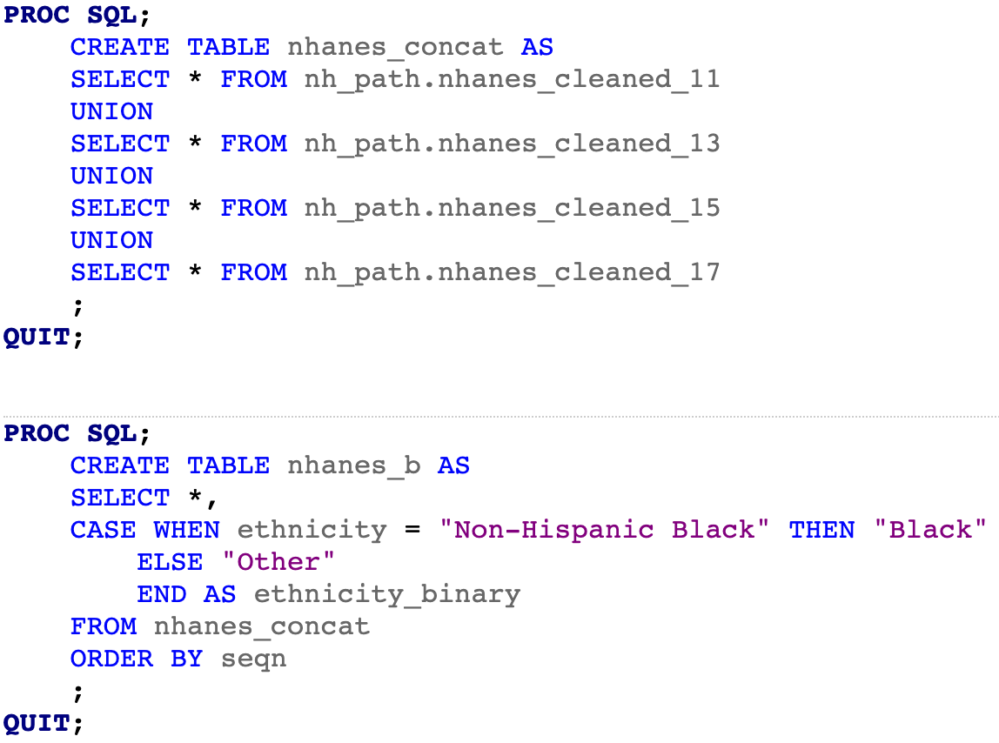 PROC SQL;
    CREATE TABLE nhanes_concat AS
    SELECT * FROM nh_path.nhanes_cleaned_11
    UNION
    SELECT * FROM nh_path.nhanes_cleaned_13
    UNION
    SELECT * FROM nh_path.nhanes_cleaned_15
    UNION
    SELECT * FROM nh_path.nhanes_cleaned_17
    ;
QUIT;
PROC SQL;
    CREATE TABLE nhanes_b AS
    SELECT *,
    CASE WHEN ethnicity = "Non-Hispanic Black" THEN "Black"
        ELSE "Other"
        END AS ethnicity_binary
    FROM nhanes_concat
    ORDER BY seqn
    ;
QUIT;